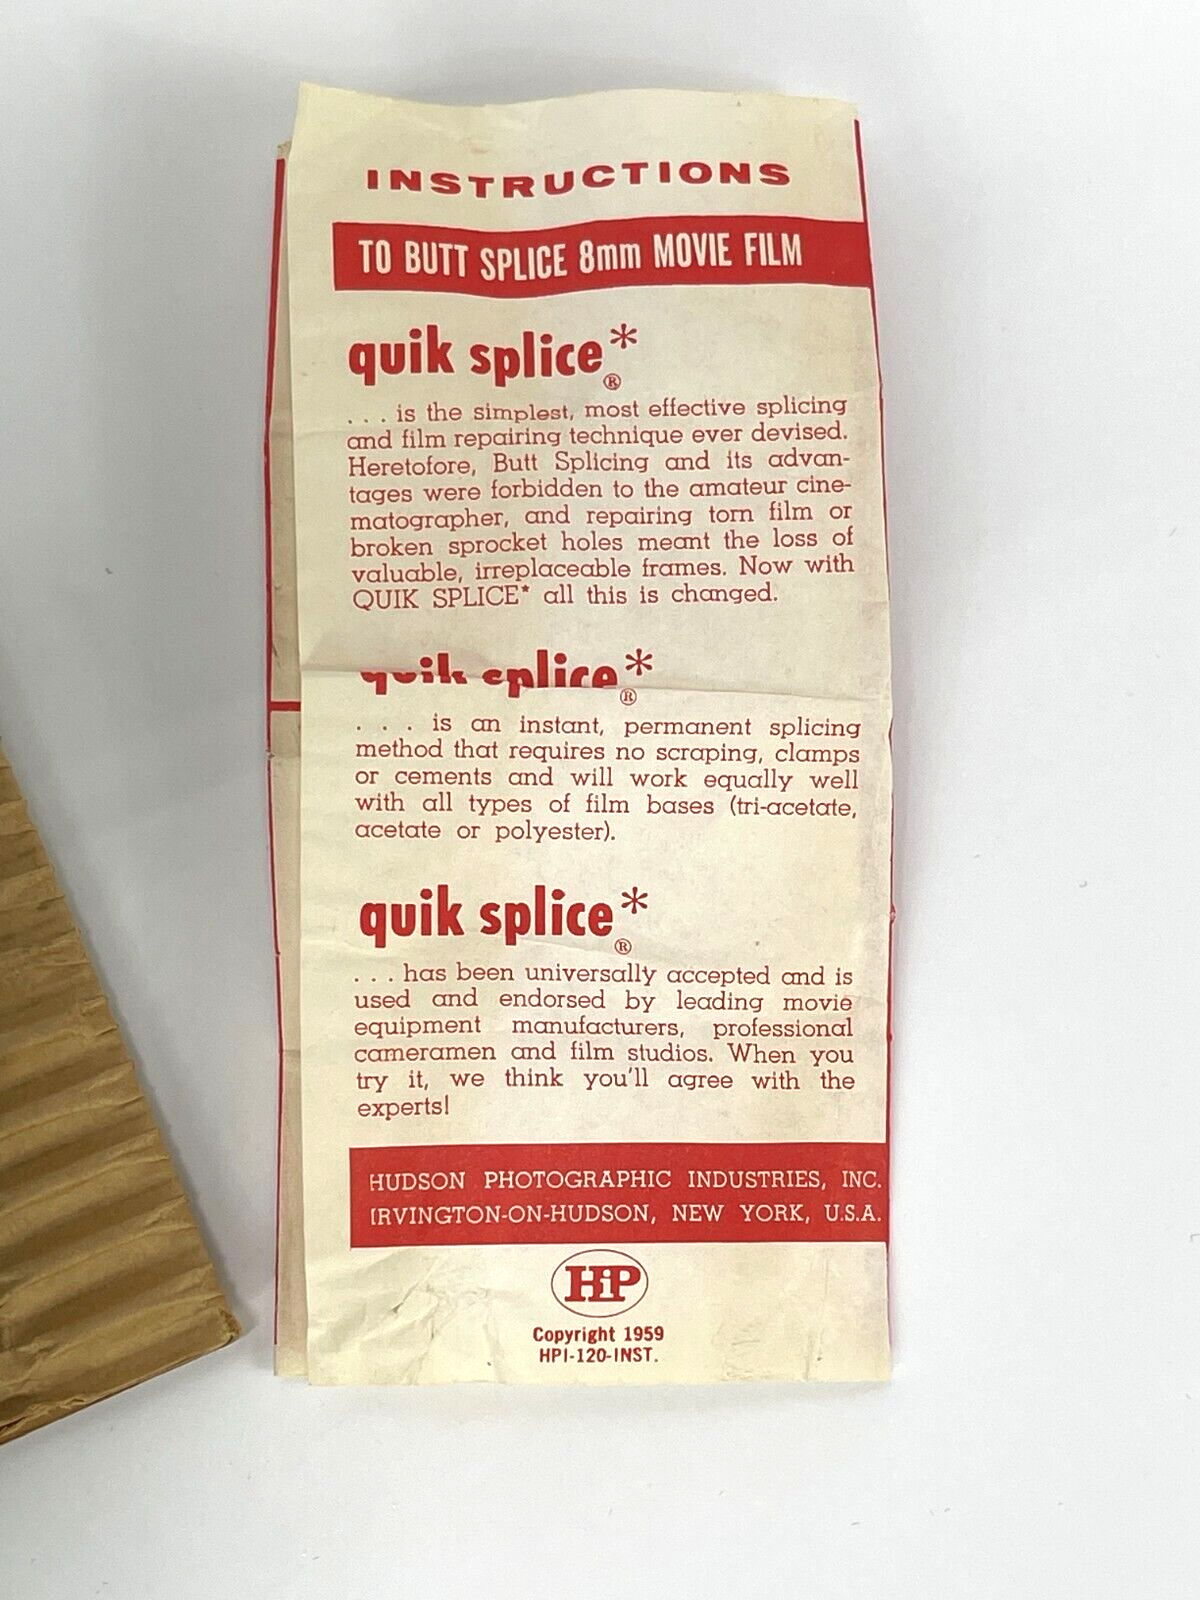 INSTRUCTIONS
TO BUTT SPLICE 8mm MOVIE FILM
quik splice*®
. . . is the simplest, most effective splicing
and film repairing technique ever devised.
Heretofore, Butt Splicing and its advan-
tages were forbidden to the amateur cine-
matographer, and repairing torn film or
broken sprocket holes meant the loss of
valuable, irreplaceable frames. Now with
QUIK SPLICE* all this is changed.
quik splice*®
. . . is an instant, permanent splicing
method that requires no scraping, clamps
or cements and will work equally well
with all types of film bases (tri-acetate,
acetate or polyester).
quik splice*®
. . . has been universally accepted and is
used and endorsed by leading movie
equipment manufacturers, professional
cameramen and film studios. When you
try it, we think you'll agree with the
experts!
HUDSON PHOTOGRAPHIC INDUSTRIES, INC.
IRVINGTON-ON-HUDSON, NEW YORK, U.S.A.
HiP
Copyright 1959
HPI-120-INST.